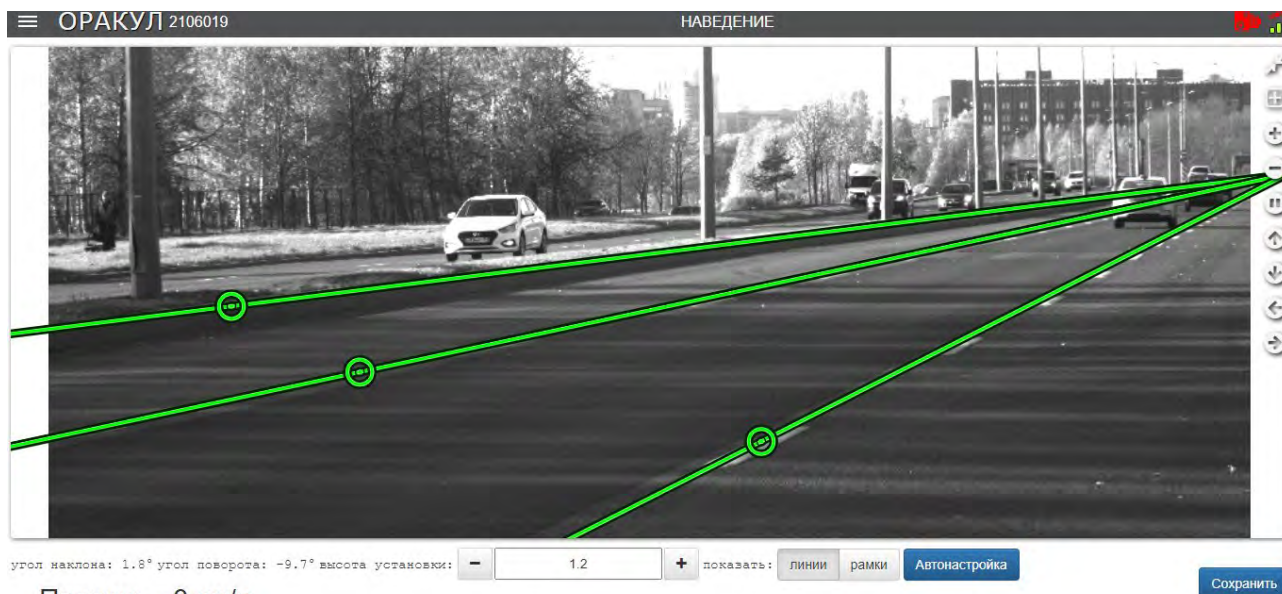 ОРАКУЛ 2106019
НАВЕДЕНИЕ
угол наклона: 1.8° угол поворота: -9.7° высота установки: − 1.2 + показать: линии рамки Автонастройка
Сохранить